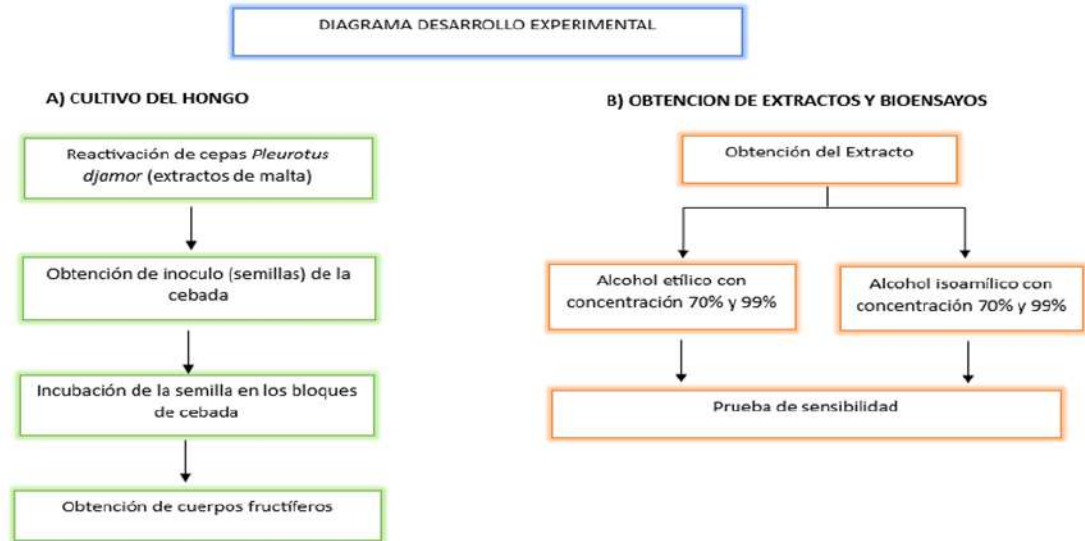 DIAGRAMA DESARROLLO EXPERIMENTAL
A) CULTIVO DEL HONGO
Reactivación de cepas Pleurotus
djamor (extractos de malta)
Obtención de inoculo (semillas) de la
cebada
Incubación de la semilla en los bloques
de cebada
Obtención de cuerpos fructíferos
B) OBTENCION DE EXTRACTOS Y BIOENSAYOS
Obtención del Extracto
Alcohol etílico con
concentración 70% y 99%
Alcohol isoamílico con
concentración 70% y 99%
Prueba de sensibilidad